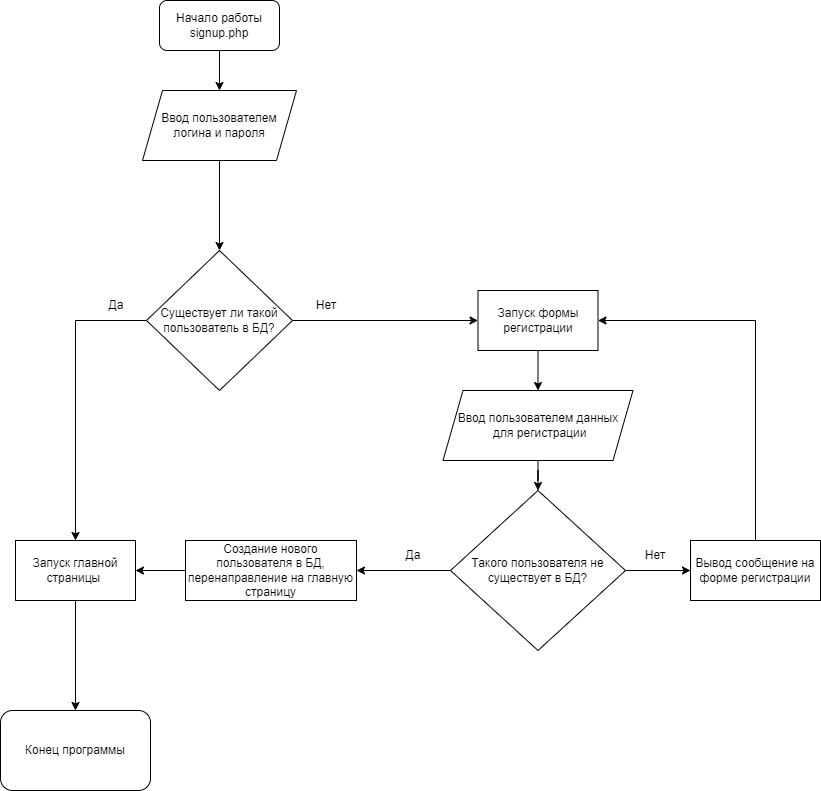 Начало работы
signup.php
Ввод пользователем
логина и пароля
Да
Существует ли такой
пользователь в БД?
Нет
Запуск формы
регистрации
Ввод пользователем данных
для регистрации
Запуск главной
страницы
Создание нового
пользователя в БД,
перенаправление на главную
страницу
Да
Такого пользователя не
существует в БД?
Нет
Вывод сообщение на
форме регистрации
Конец программы